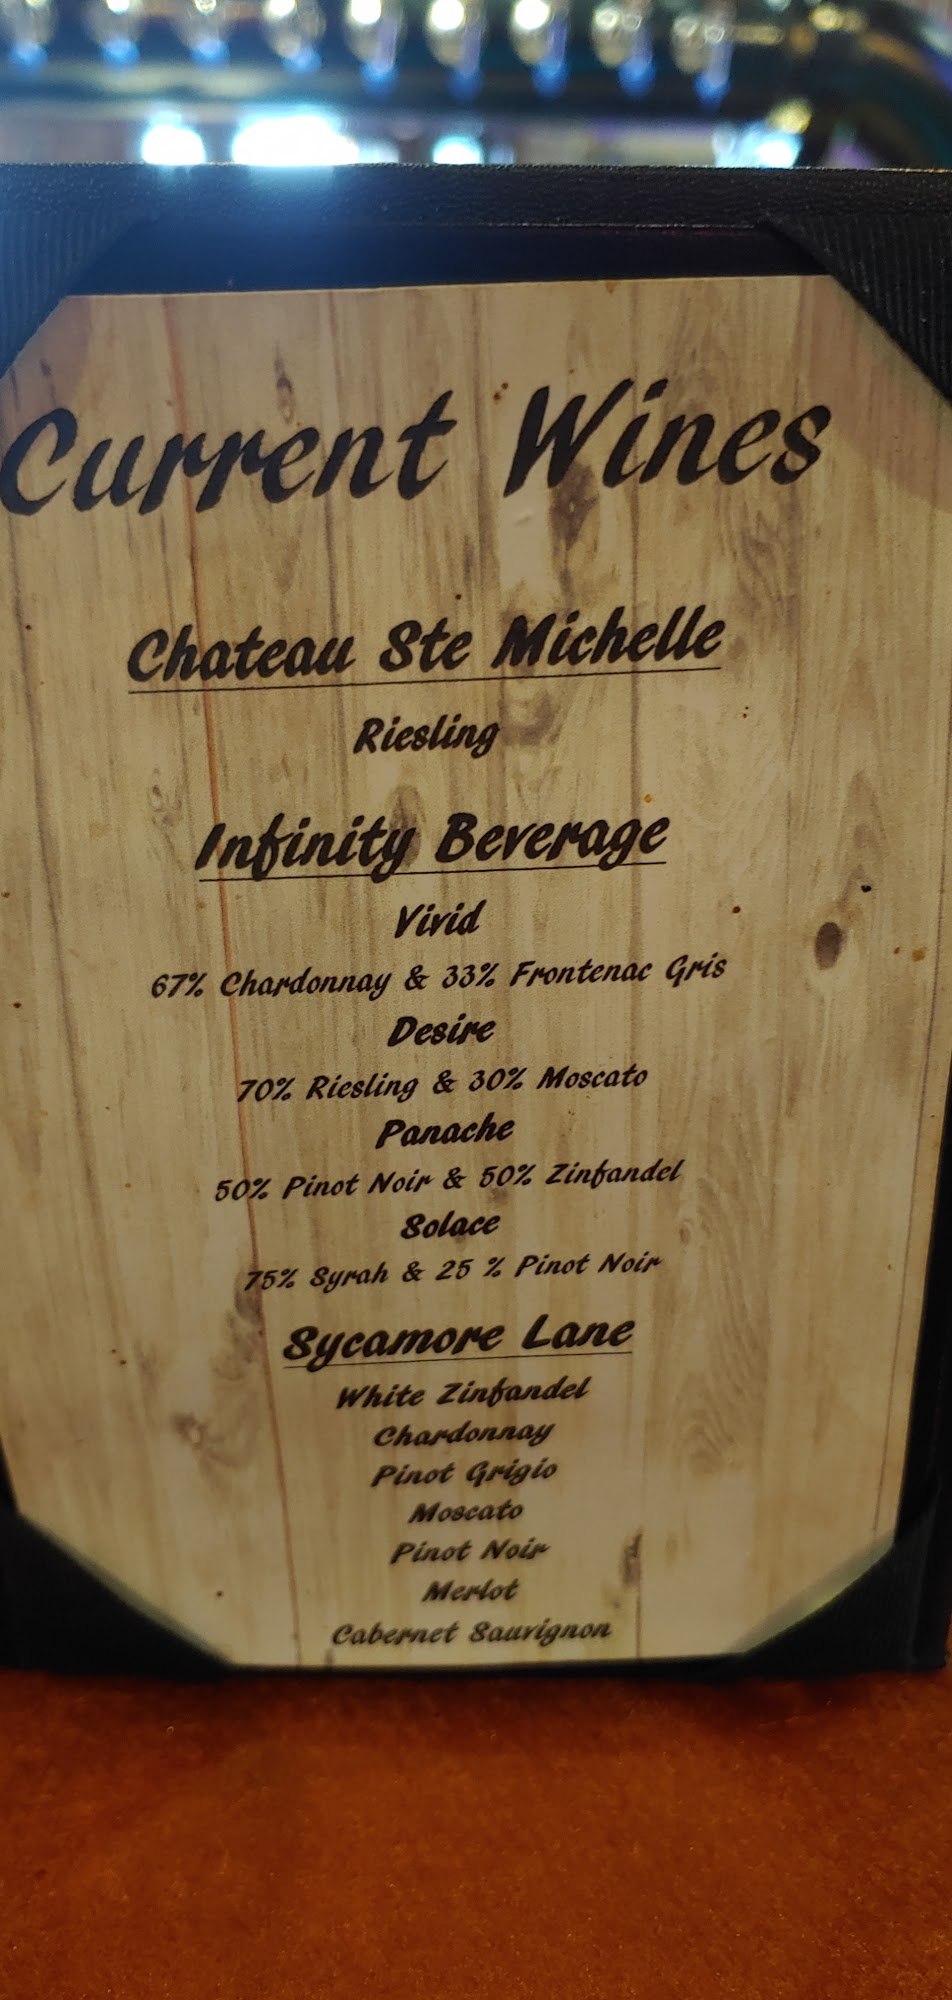 Current Wines
Chateau Ste Michelle
Riesling
Infinity Beverage
Vivid
67% Chardonnay & 33% Frontenac Gris
Desire
70% Riesling & 30% Moscato
Panache
50% Pinot Noir & 50% Zinfandel
Solace
75% Syrah & 25 % Pinot Noir
Sycamore Lane
White Zinfandel
Chardonnay
Pinot Grigio
Moscato
Pinot Noir
Merlot
Cabernet Sauvignon